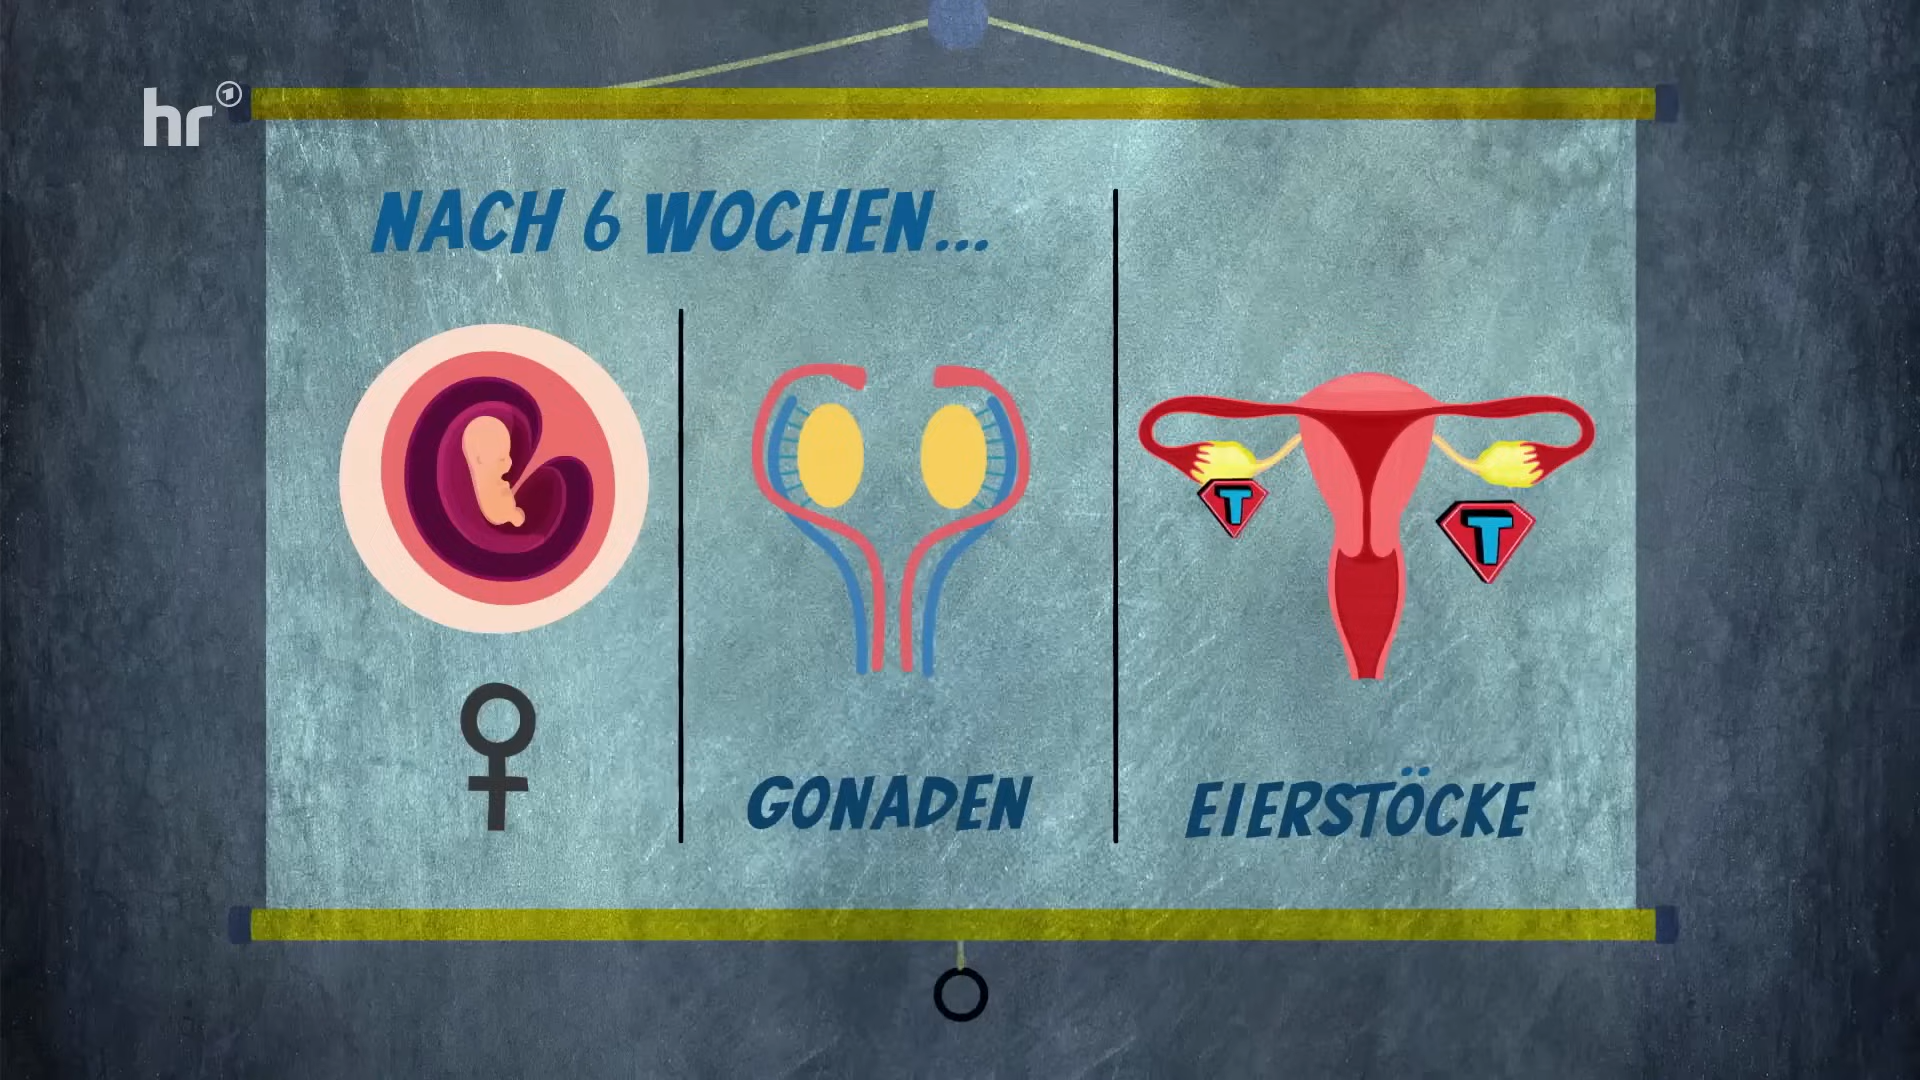 hr
NACH 6 WOCHEN...
T
T
GONADEN
EIERSTÖCKE